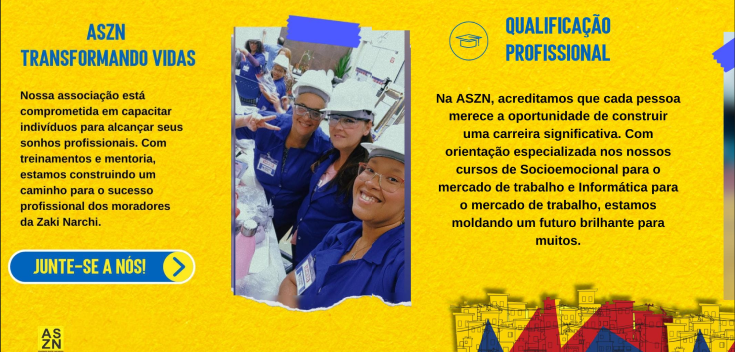 ASZN
TRANSFORMANDO VIDAS
Nossa associação está
comprometida em capacitar
indivíduos para alcançar seus
sonhos profissionais. Com
treinamentos e mentoria,
estamos construindo um
caminho para o sucesso
profissional dos moradores
da Zaki Narchi.
JUNTE-SE A NÓS!
AS
ZN
QUALIFICAÇÃO
PROFISSIONAL
Na ASZN, acreditamos que cada pessoa
merece a oportunidade de construir
uma carreira significativa. Com
orientação especializada nos nossos
cursos de Socioemocional para o
mercado de trabalho e Informática para
o mercado de trabalho, estamos
moldando um futuro brilhante para
muitos.